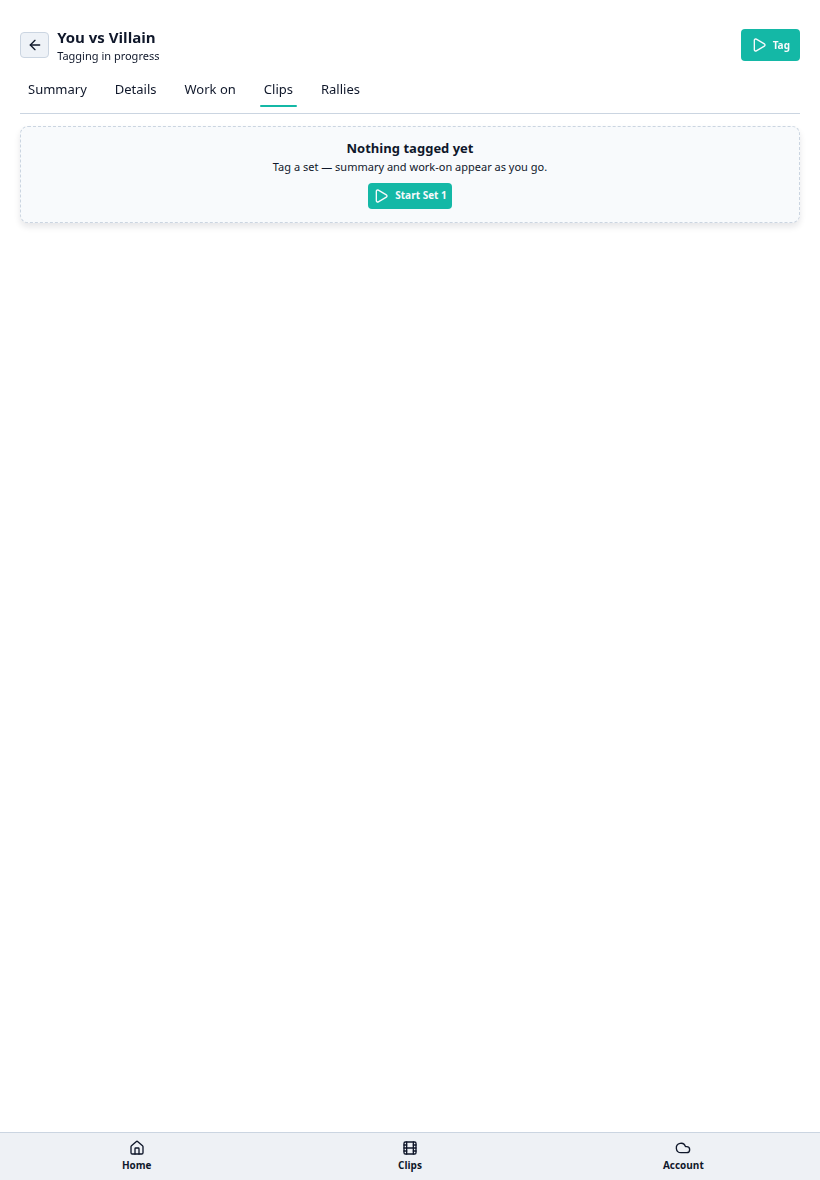 You vs Villain
Tagging in progress
Tag
Summary
Details
Work on
Clips
Rallies
Nothing tagged yet
Tag a set — summary and work-on appear as you go.
Start Set 1
Home
Clips
Account